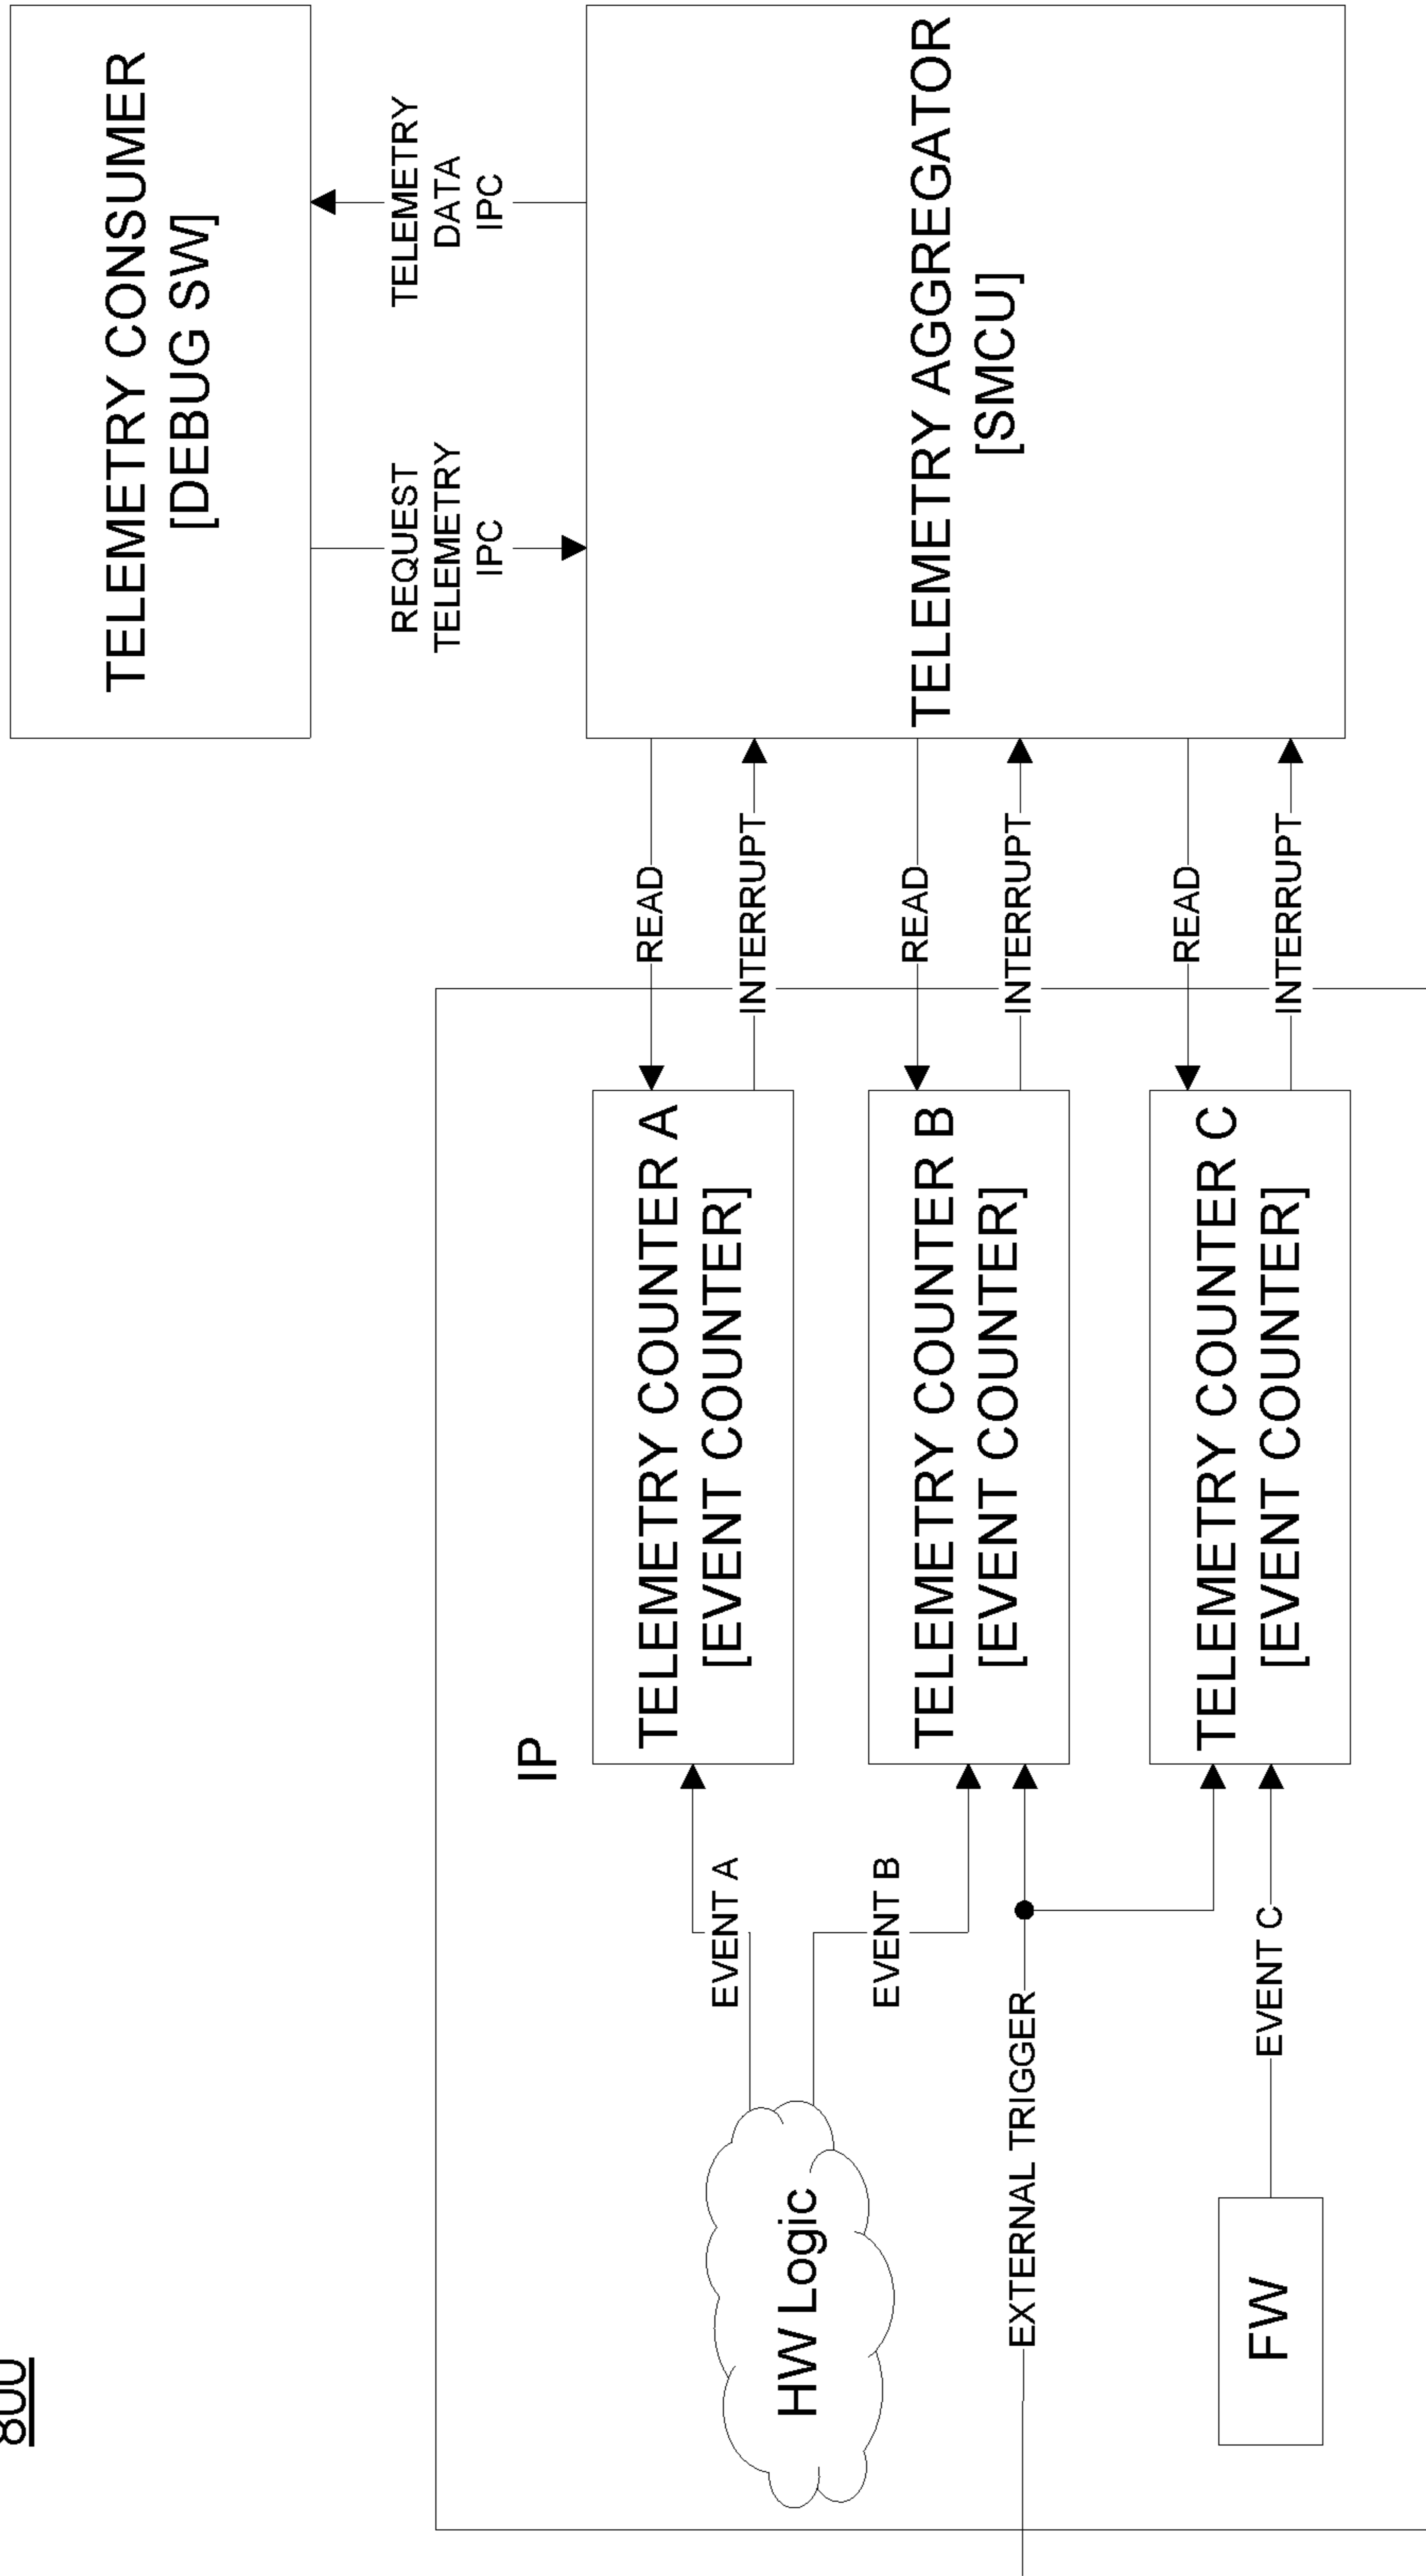 800
TELEMETRY CONSUMER
[DEBUG SW]
REQUEST
TELEMETRY
IPC
TELEMETRY
DATA
IPC
IP
HW Logic
EVENT A
TELEMETRY COUNTER A
[EVENT COUNTER]
READ
INTERRUPT
EVENT B
TELEMETRY COUNTER B
[EVENT COUNTER]
READ
INTERRUPT
TELEMETRY AGGREGATOR
[SMCU]
EXTERNAL TRIGGER
FW
EVENT C
TELEMETRY COUNTER C
[EVENT COUNTER]
READ
INTERRUPT